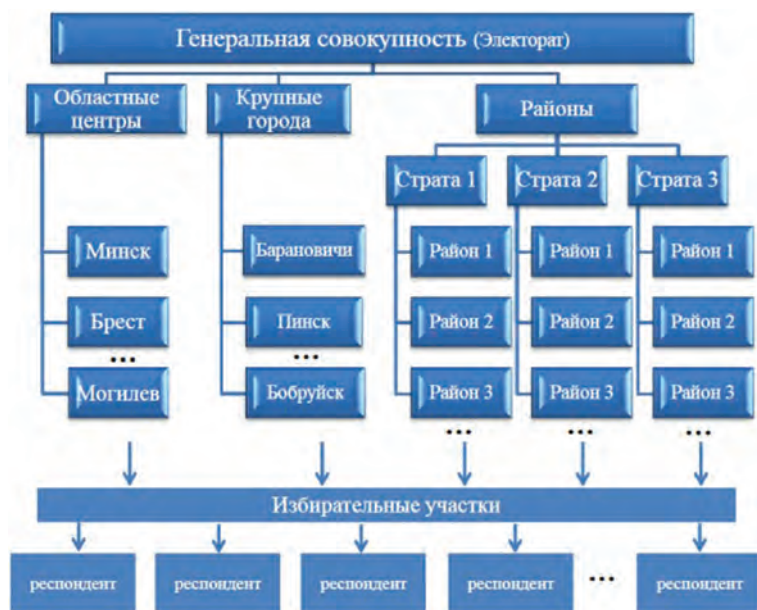 Генеральная совокупность (Электорат)
Областные
центры
Крупные
города
Районы
Страта 1
Страта 2
Страта 3
Минск
Барановичи
Район 1
Район 1
Район 1
Брест
Пинск
Район 2
Район 2
Район 2
...
...
Могилев
Бобруйск
Район 3
Район 3
Район 3
...
...
...
Избирательные участки
респондент
респондент
респондент
респондент
...
респондент